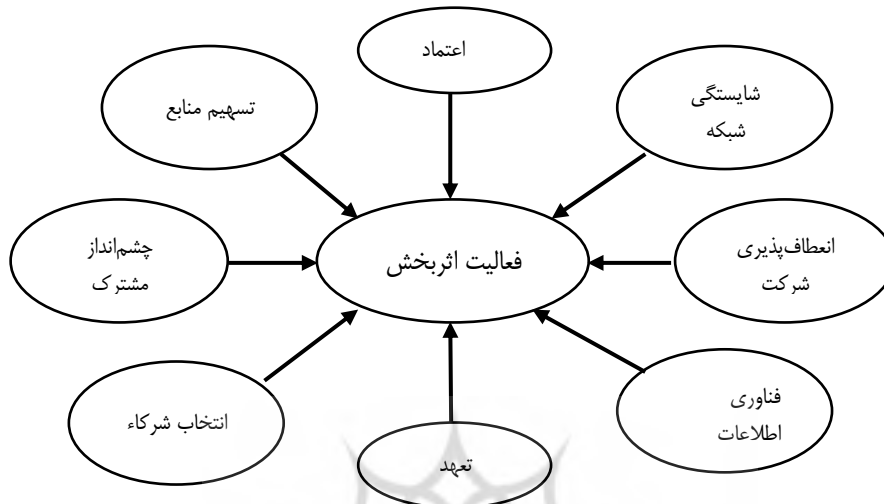 اعتماد
شایستگی
شبکه
تسهیم منابع
انعطاف‌پذیری
شرکت
فعالیت اثربخش
چشم‌انداز
مشترک
فناوری
اطلاعات
انتخاب شرکاء
تعهد